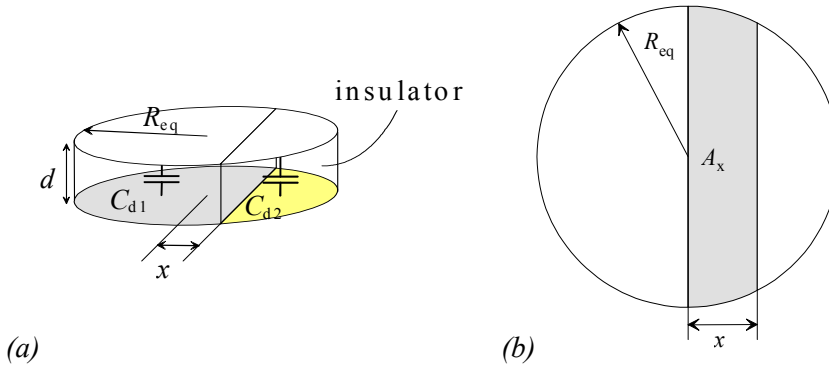 insulator
R_eq
d
C_d1
C_d2
x
(a)
R_eq
A_x
x
(b)